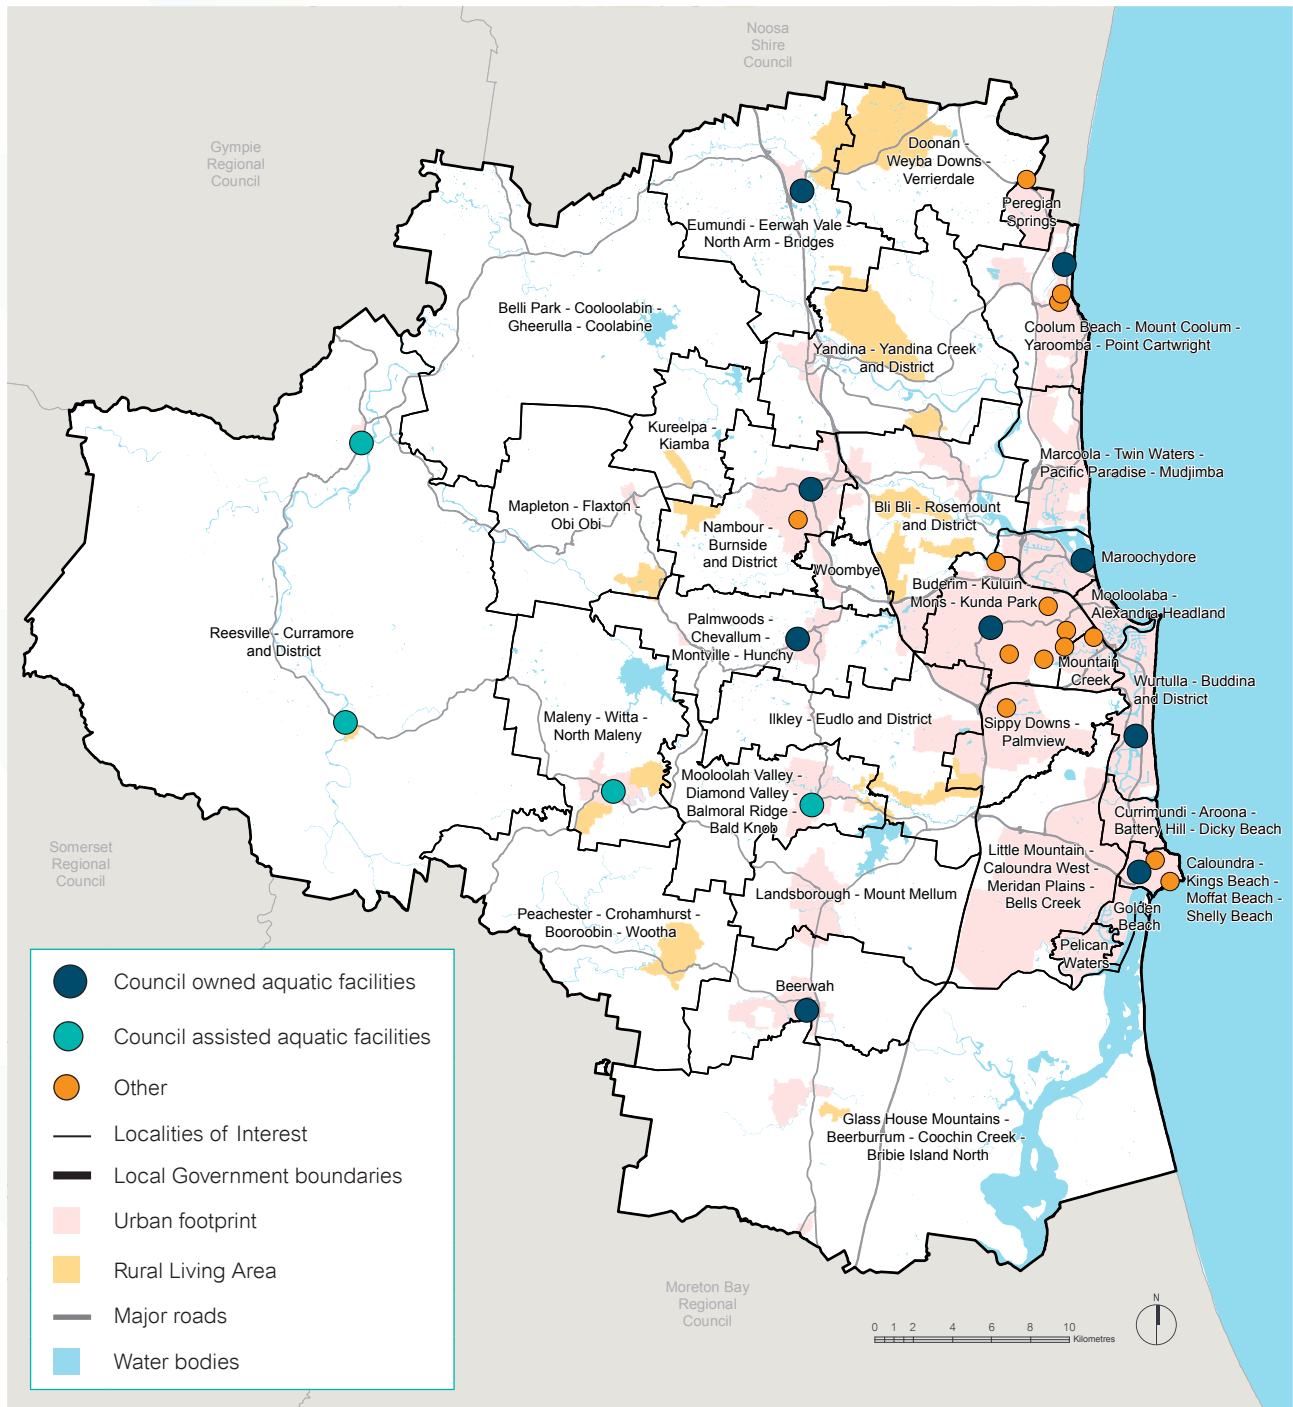 Noosa
Shire
Council
Gympie
Regional
Council
Doonan -
Weyba Downs -
Verrierdale
Peregian
Springs
Eumundi - Eerwah Vale -
North Arm - Bridges
Belli Park - Cooloolabin -
Gheerulla - Coolabine
Coolum Beach - Mount Coolum -
Yaroomba - Point Cartwright
Yandina - Yandina Creek
and District
Kureelpa -
Kiamba
Marcoola - Twin Waters -
Pacific Paradise - Mudjimba
Mapleton - Flaxton -
Obi Obi
Bli Bli - Rosemount
and District
Nambour -
Burnside
and District
Woombye
Maroochydore
Buderim - Kuluin -
Mons - Kunda Park
Mooloolaba -
Alexandra Headland
Reesville - Curramore
and District
Palmwoods -
Chevallum -
Montville - Hunchy
Mountain
Creek
Wurtulla - Buddina
and District
Maleny - Witta -
North Maleny
Ilkley - Eudlo and District
Sippy Downs -
Palmview
Mooloolah Valley -
Diamond Valley -
Balmoral Ridge -
Bald Knob
Currimundi - Aroona -
Battery Hill - Dicky Beach
Somerset
Regional
Council
Little Mountain -
Caloundra West -
Meridan Plains -
Bells Creek
Caloundra -
Kings Beach -
Moffat Beach -
Shelly Beach
Landsborough - Mount Mellum
Golden
Beach
Peachester - Crohamhurst -
Booroobin - Wootha
Pelican
Waters
Beerwah
Glass House Mountains -
Beerburrum - Coochin Creek -
Bribie Island North
Moreton Bay
Regional
Council
Council owned aquatic facilities
Council assisted aquatic facilities
Other
Localities of Interest
Local Government boundaries
Urban footprint
Rural Living Area
Major roads
Water bodies
N
0 1 2 4 6 8 10
Kilometres